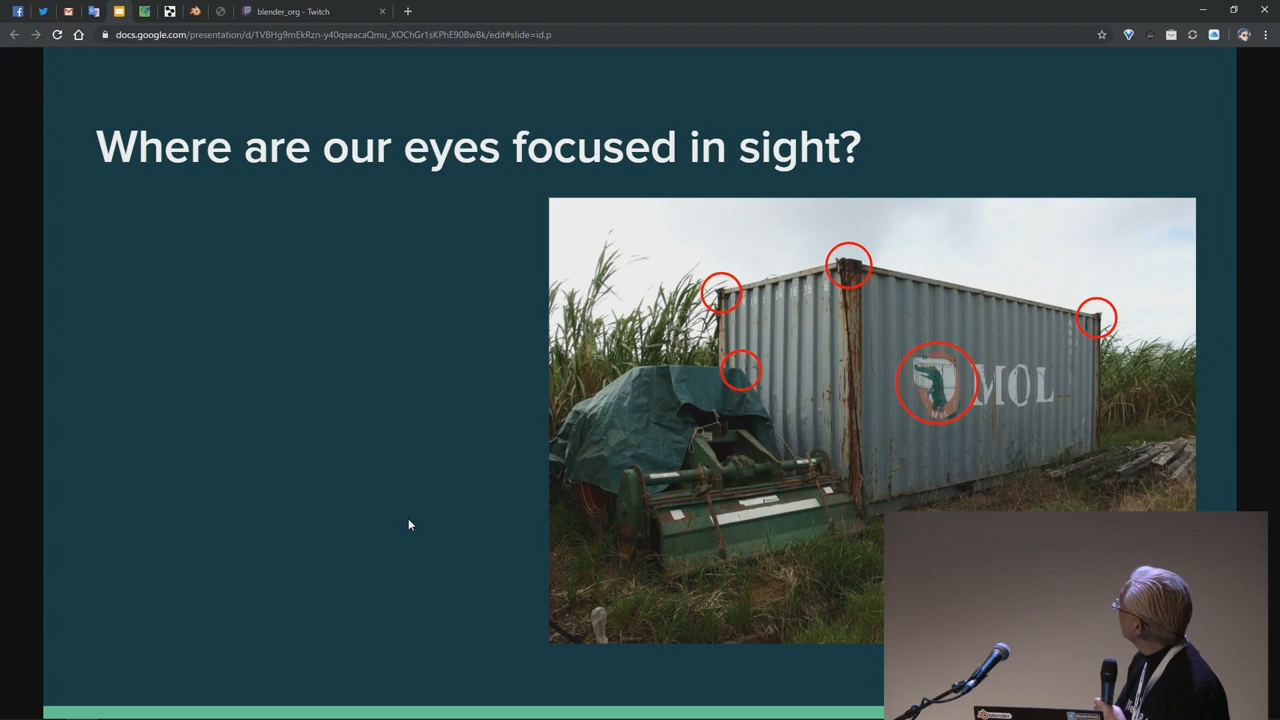 blender_org - Twitch
docs.google.com/presentation/d/1VBHg9mEkRzn-y40qseacaQmu_XOChGr1sKPhE90BwBk/edit#slide=id.p
Where are our eyes focused in sight?
MOL
blender